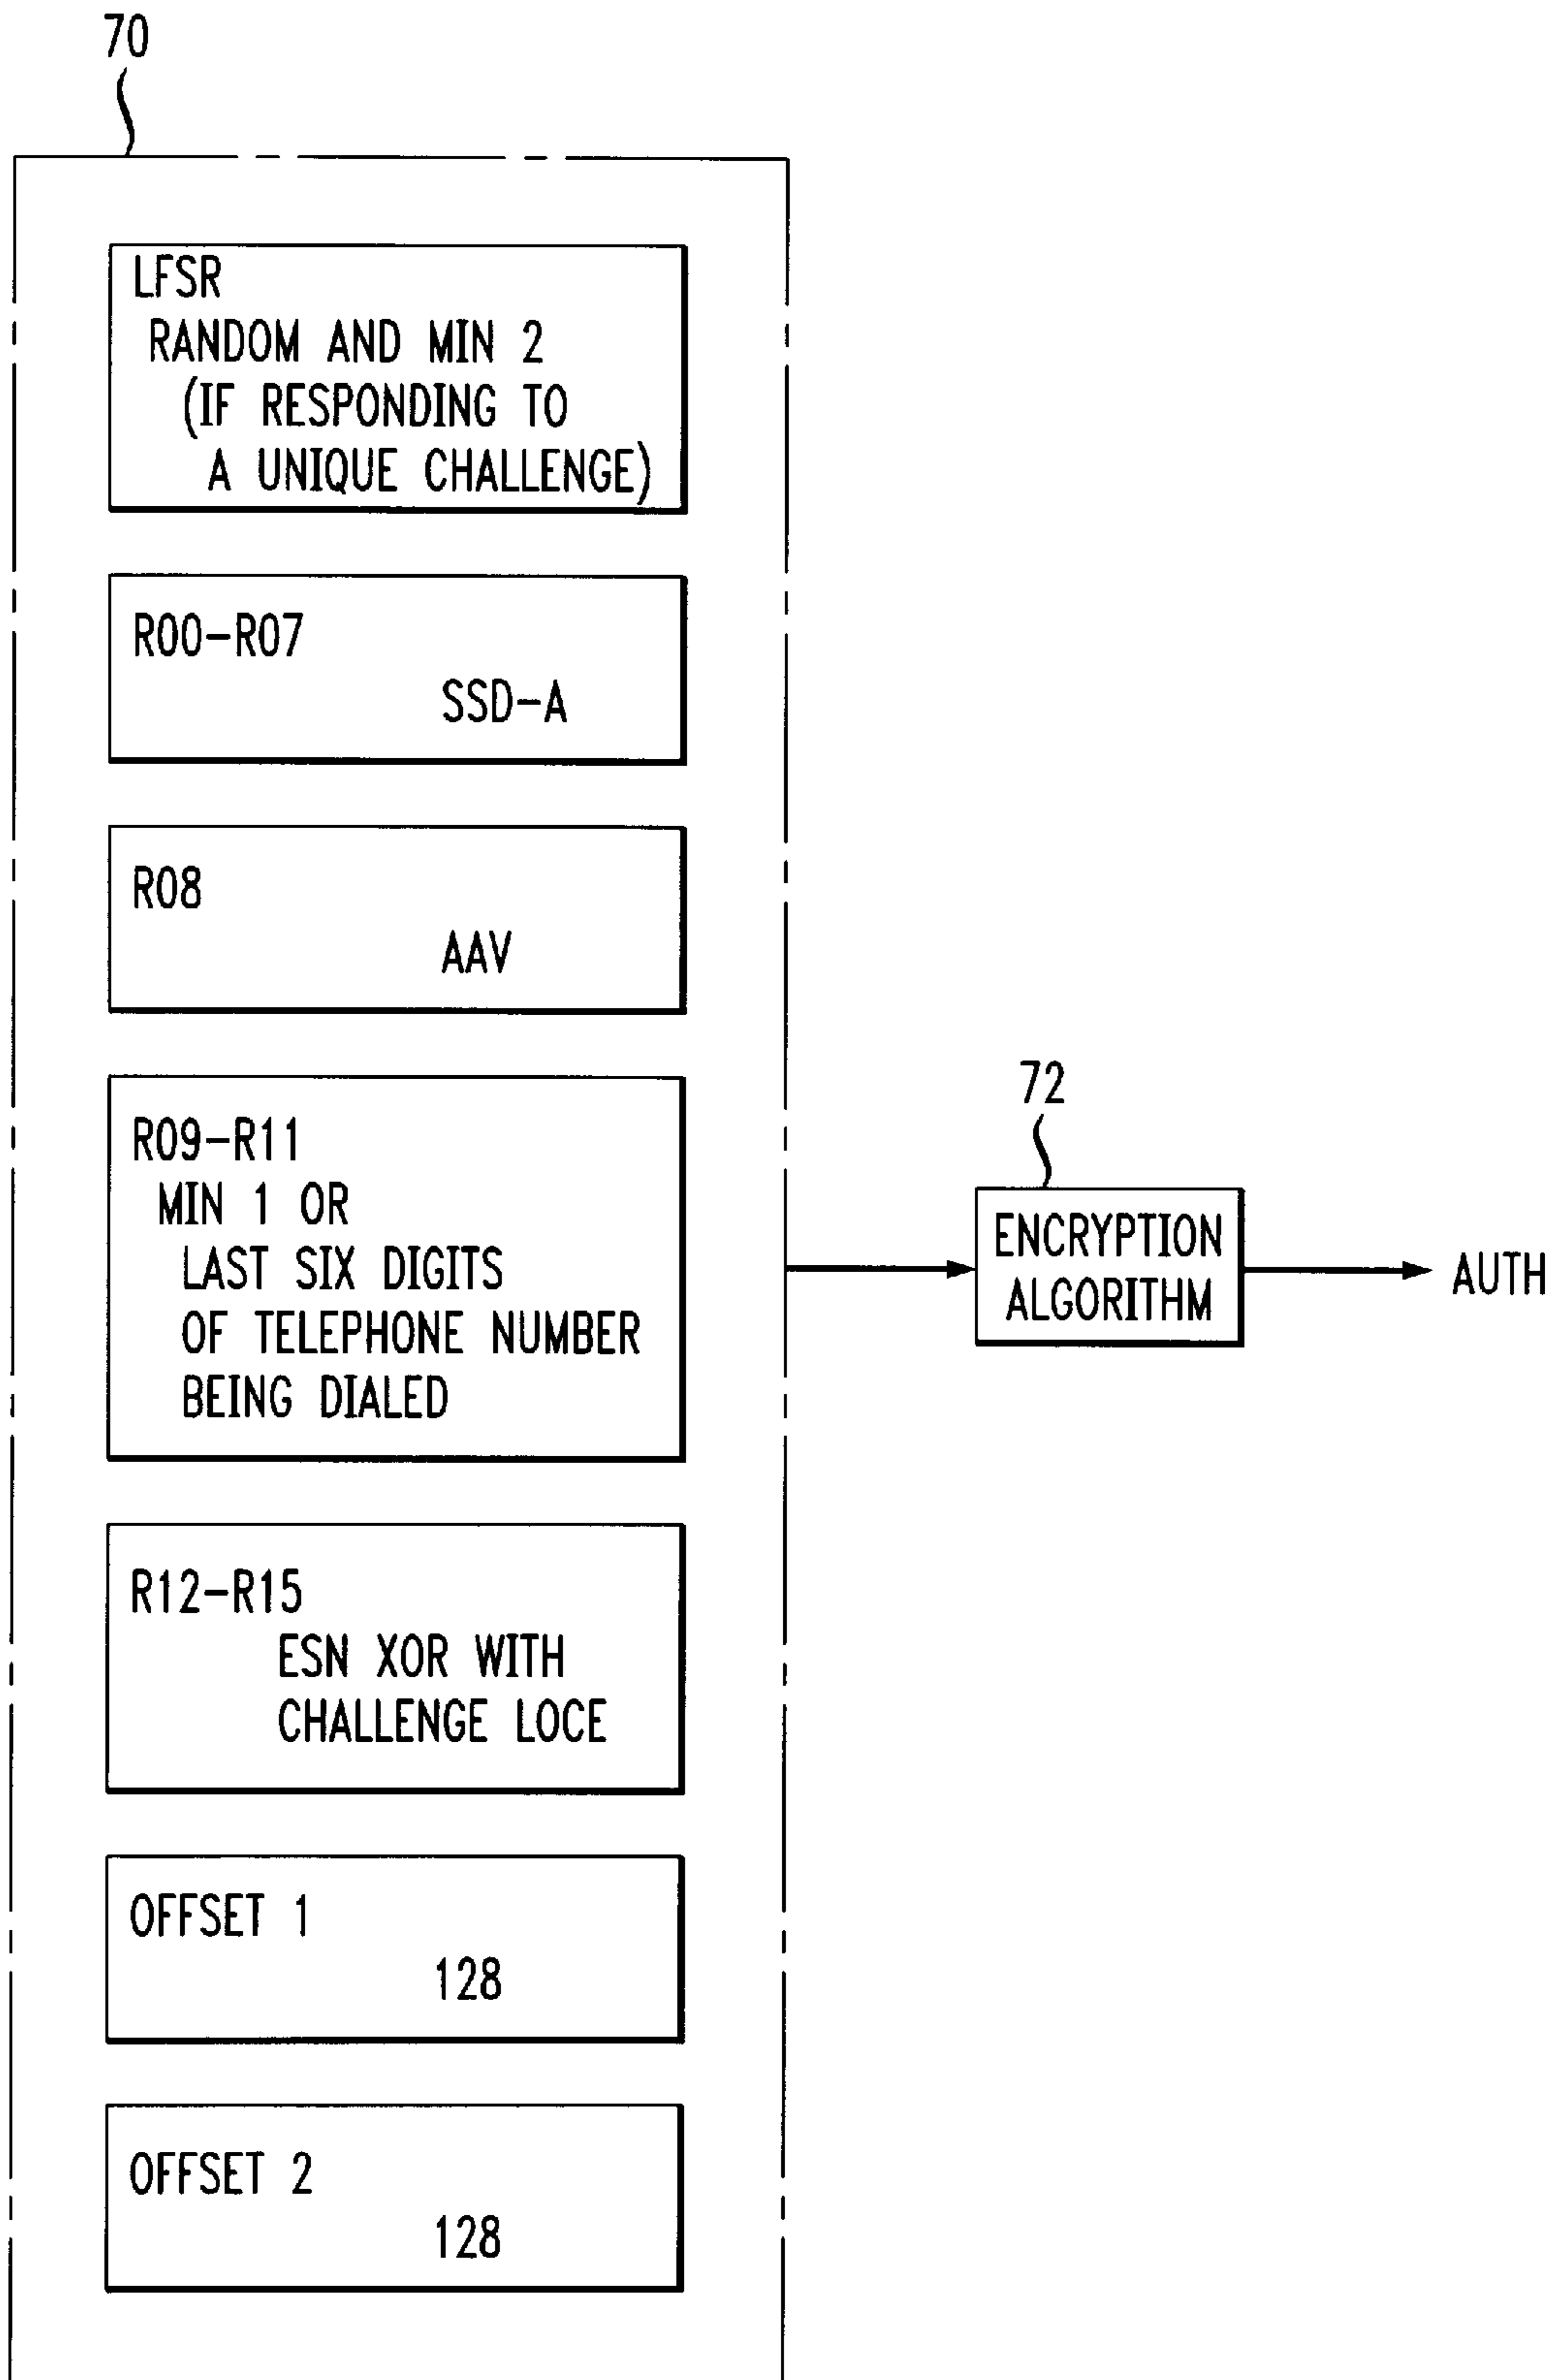 70
LFSR
RANDOM AND MIN 2
(IF RESPONDING TO
A UNIQUE CHALLENGE)
R00-R07
SSD-A
R08
AAV
R09-R11
MIN 1 OR
LAST SIX DIGITS
OF TELEPHONE NUMBER
BEING DIALED
R12-R15
ESN XOR WITH
CHALLENGE LOCE
OFFSET 1
128
OFFSET 2
128
72
ENCRYPTION
ALGORITHM
AUTH